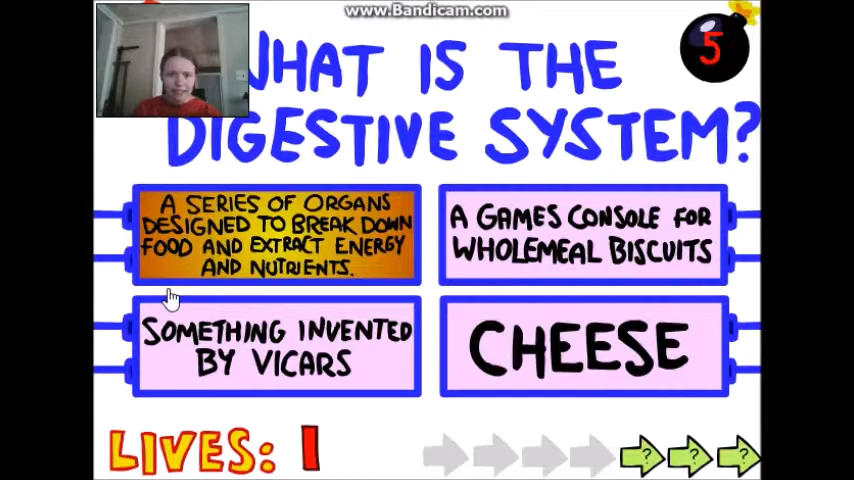 www.Bandicam.com
WHAT IS THE
5
DIGESTIVE SYSTEM?
A SERIES OF ORGANS
DESIGNED TO BREAK DOWN
FOOD AND EXTRACT ENERGY
AND NUTRIENTS.
A GAMES CONSOLE FOR
WHOLEMEAL BISCUITS
SOMETHING INVENTED
BY VICARS
CHEESE
LIVES: 1
? ? ?